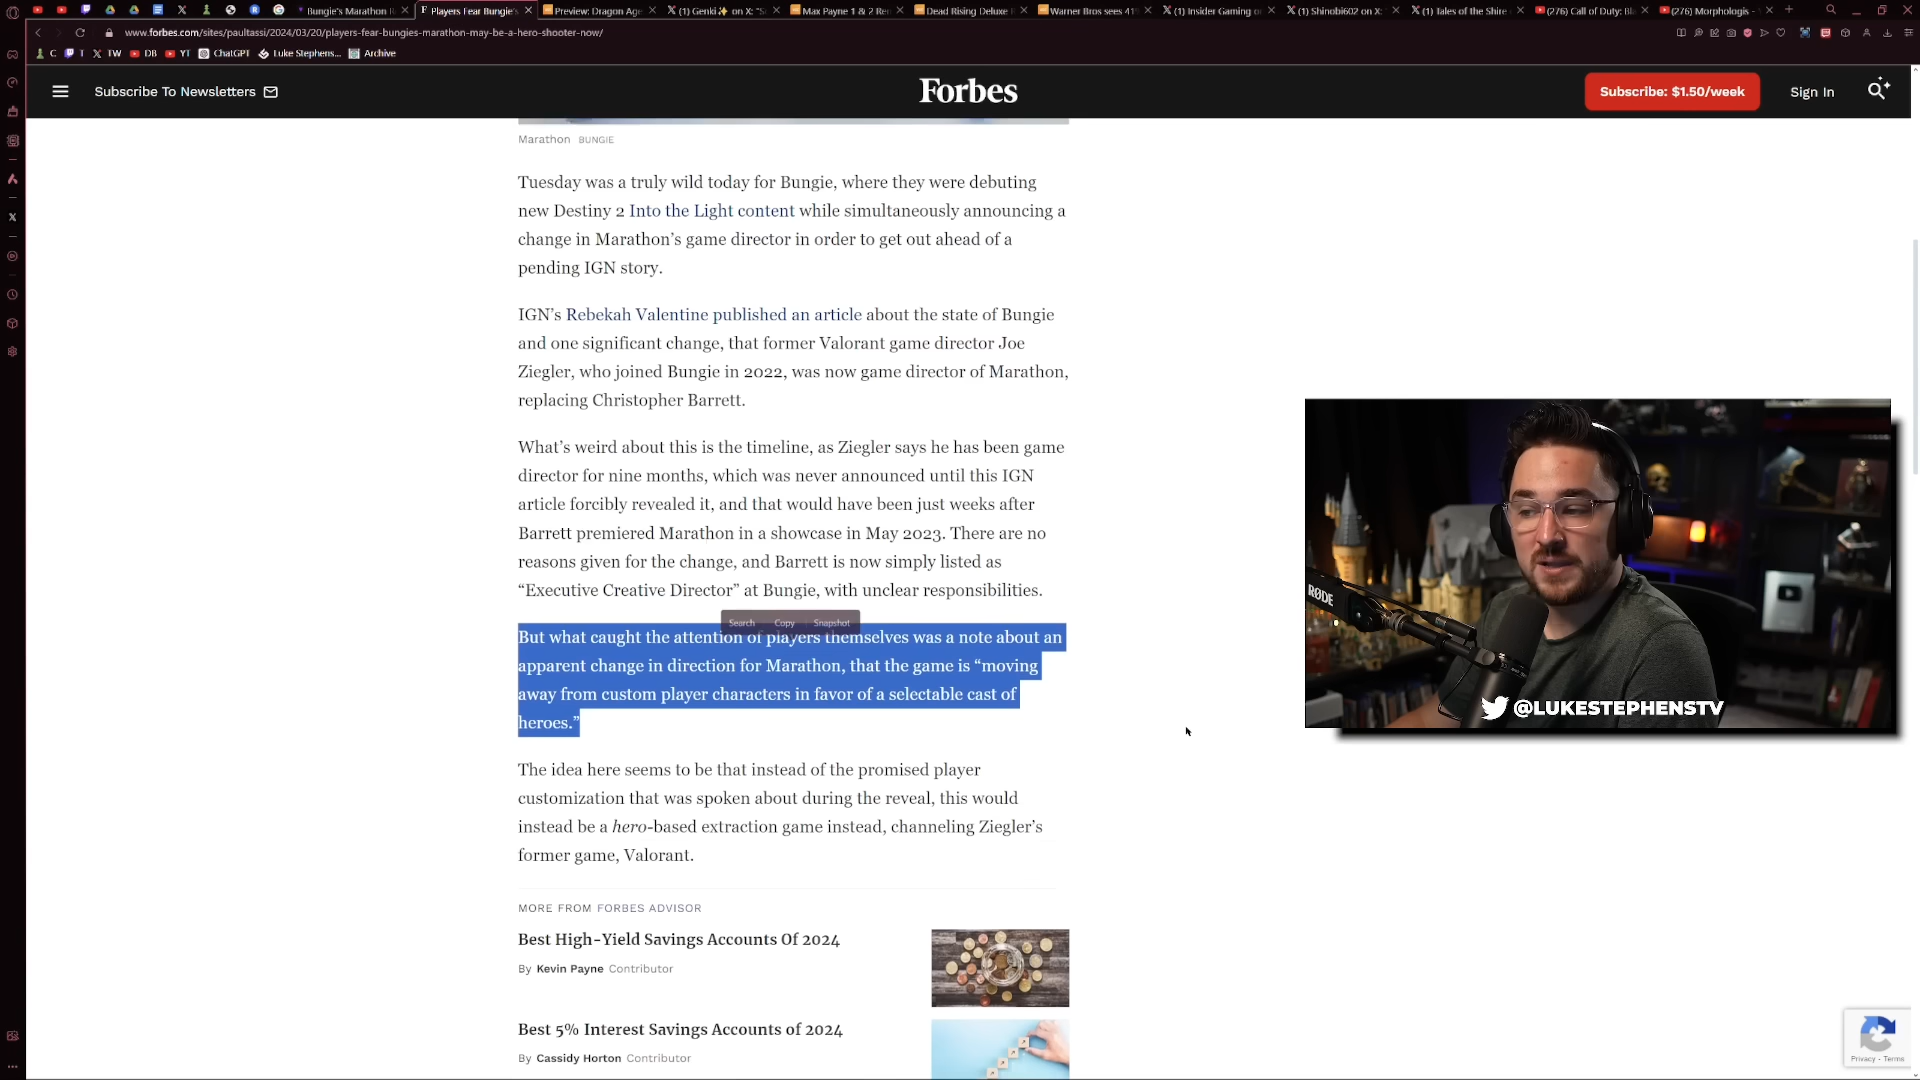 Bungie's Marathon R
Players Fear Bungie's
Preview: Dragon Age
(1) Genki✨ on X: "S
Max Payne 1 & 2 Rem
Dead Rising Deluxe R
Warner Bros sees 41%
(1) Insider Gaming o
(1) Shinobi602 on X:
(1) Tales of the Shire
(276) Call of Duty: Bl
(276) Morphologis -
www.forbes.com/sites/paultassi/2024/03/20/players-fear-bungies-marathon-may-be-a-hero-shooter-now/
C T TW DB YT ChatGPT Luke Stephens... Archive
Subscribe To Newsletters
Forbes
Subscribe: $1.50/week
Sign In
Marathon BUNGIE
Tuesday was a truly wild today for Bungie, where they were debuting
new Destiny 2 Into the Light content while simultaneously announcing a
change in Marathon's game director in order to get out ahead of a
pending IGN story.
IGN's Rebekah Valentine published an article about the state of Bungie
and one significant change, that former Valorant game director Joe
Ziegler, who joined Bungie in 2022, was now game director of Marathon,
replacing Christopher Barrett.
What's weird about this is the timeline, as Ziegler says he has been game
director for nine months, which was never announced until this IGN
article forcibly revealed it, and that would have been just weeks after
Barrett premiered Marathon in a showcase in May 2023. There are no
reasons given for the change, and Barrett is now simply listed as
“Executive Creative Director” at Bungie, with unclear responsibilities.
Search Copy Snapshot
But what caught the attention of players themselves was a note about an
apparent change in direction for Marathon, that the game is “moving
away from custom player characters in favor of a selectable cast of
heroes.”
The idea here seems to be that instead of the promised player
customization that was spoken about during the reveal, this would
instead be a hero-based extraction game instead, channeling Ziegler's
former game, Valorant.
MORE FROM FORBES ADVISOR
Best High-Yield Savings Accounts Of 2024
By Kevin Payne Contributor
Best 5% Interest Savings Accounts of 2024
By Cassidy Horton Contributor
RØDE
@LUKESTEPHENSTV
Privacy - Terms